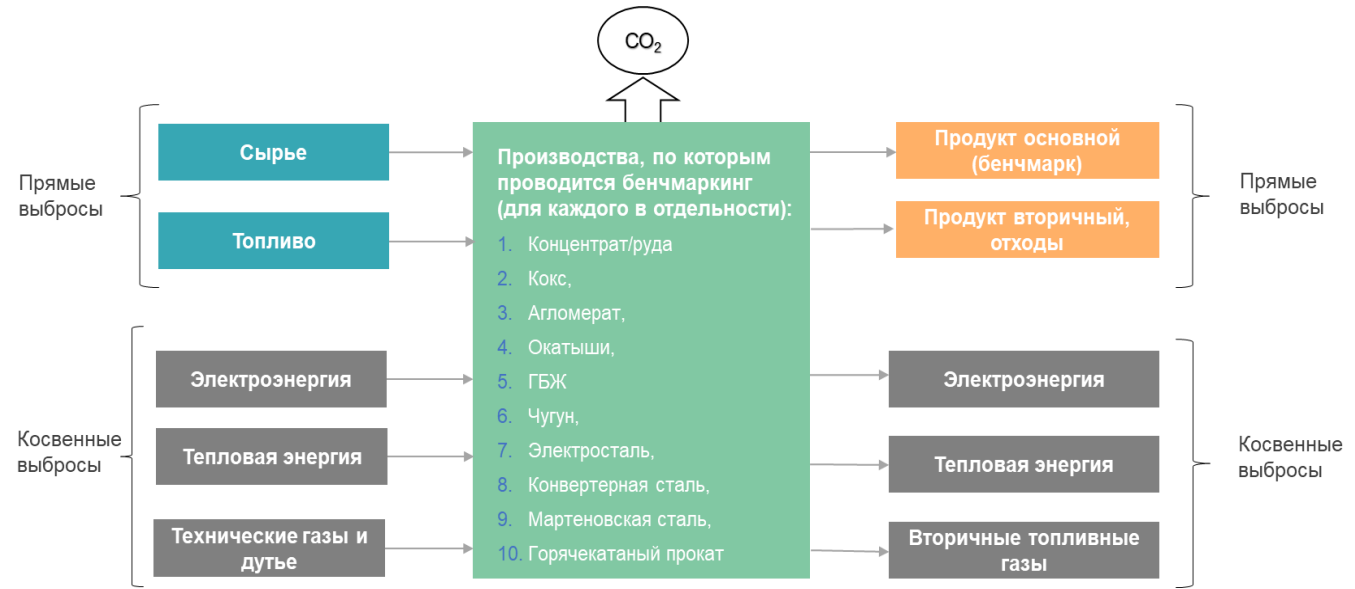 CO₂
Прямые
выбросы
Сырье
Топливо
Косвенные
выбросы
Электроэнергия
Тепловая энергия
Технические газы и
дутье
Производства, по которым
проводится бенчмаркинг
(для каждого в отдельности):
1. Концентрат/руда
2. Кокс,
3. Агломерат,
4. Окатыши,
5. ГБЖ
6. Чугун,
7. Электросталь,
8. Конвертерная сталь,
9. Мартеновская сталь,
10. Горячекатаный прокат
Продукт основной
(бенчмарк)
Продукт вторичный,
отходы
Прямые
выбросы
Электроэнергия
Тепловая энергия
Вторичные топливные
газы
Косвенные
выбросы